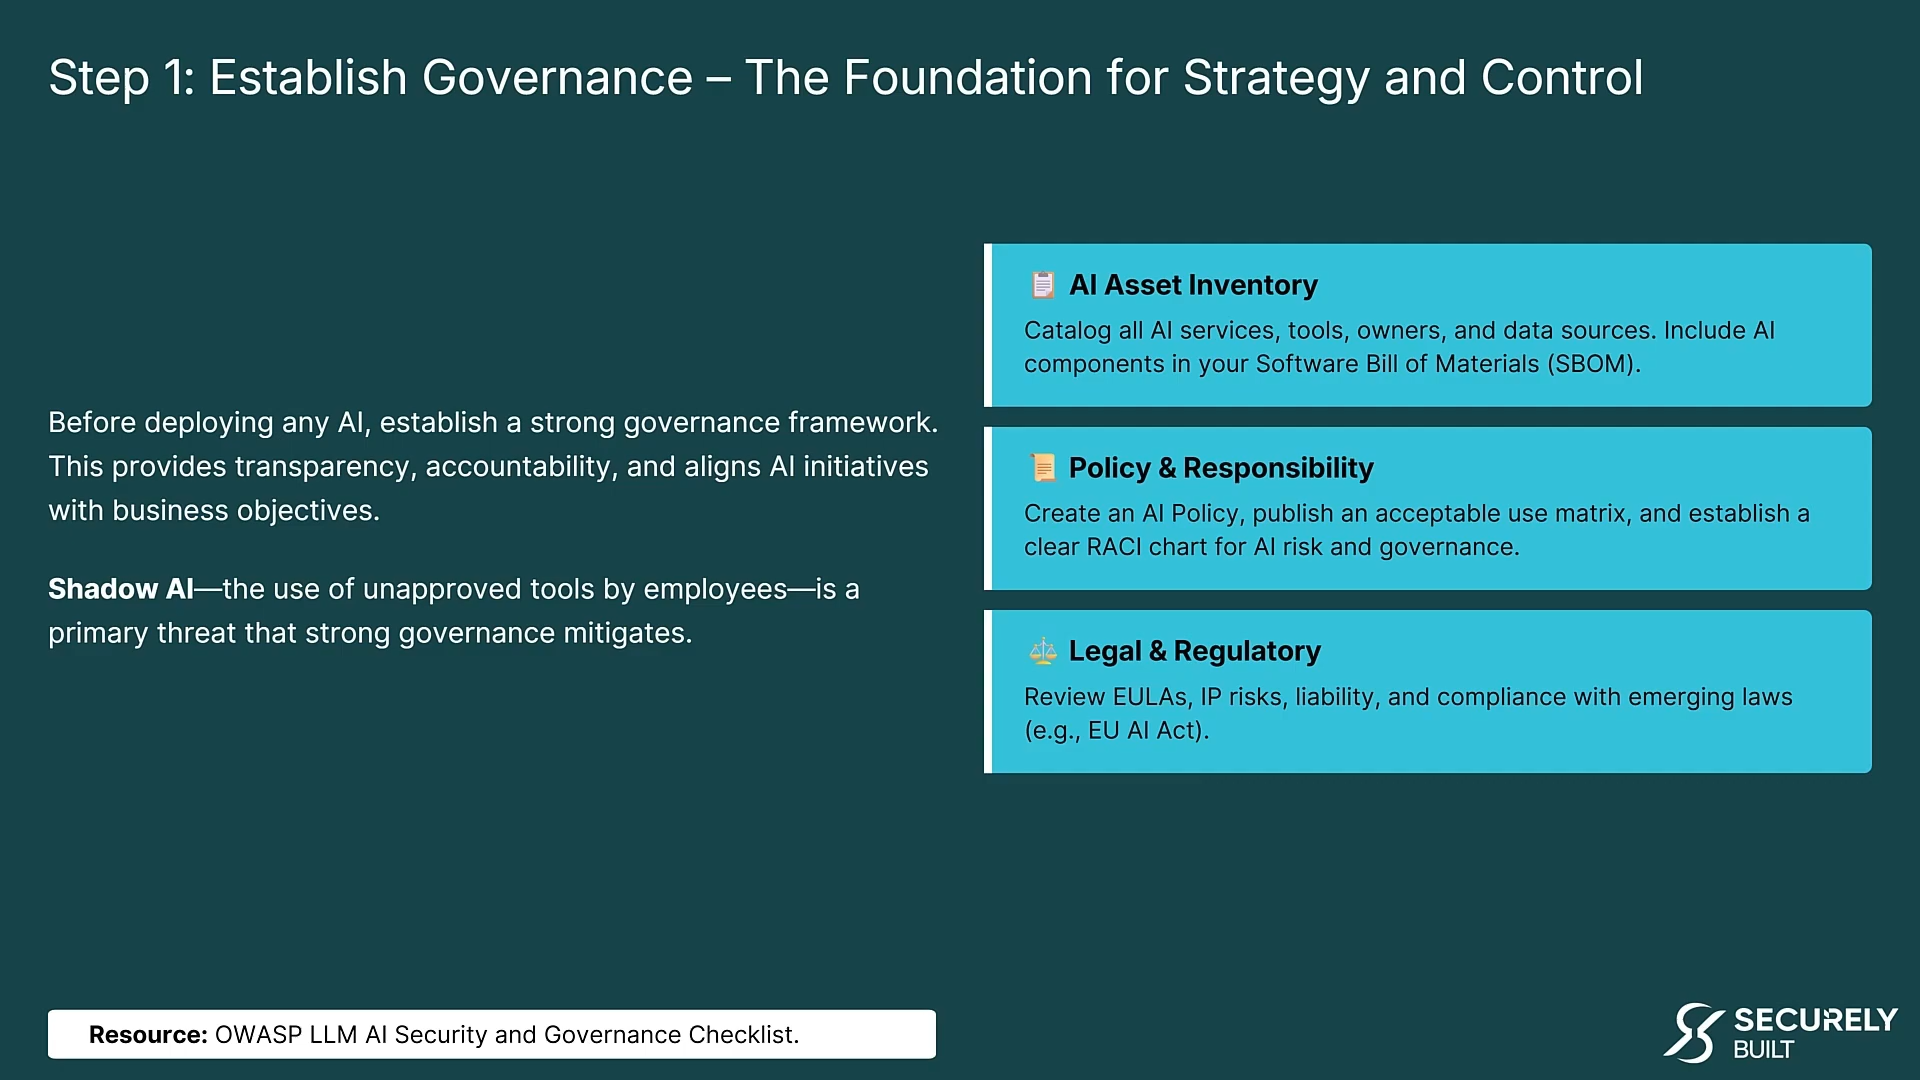 Step 1: Establish Governance – The Foundation for Strategy and Control
Before deploying any AI, establish a strong governance framework.
This provides transparency, accountability, and aligns AI initiatives
with business objectives.
Shadow AI—the use of unapproved tools by employees—is a
primary threat that strong governance mitigates.
AI Asset Inventory
Catalog all AI services, tools, owners, and data sources. Include AI
components in your Software Bill of Materials (SBOM).
Policy & Responsibility
Create an AI Policy, publish an acceptable use matrix, and establish a
clear RACI chart for AI risk and governance.
Legal & Regulatory
Review EULAs, IP risks, liability, and compliance with emerging laws
(e.g., EU AI Act).
Resource: OWASP LLM AI Security and Governance Checklist.
SECURELY
BUILT